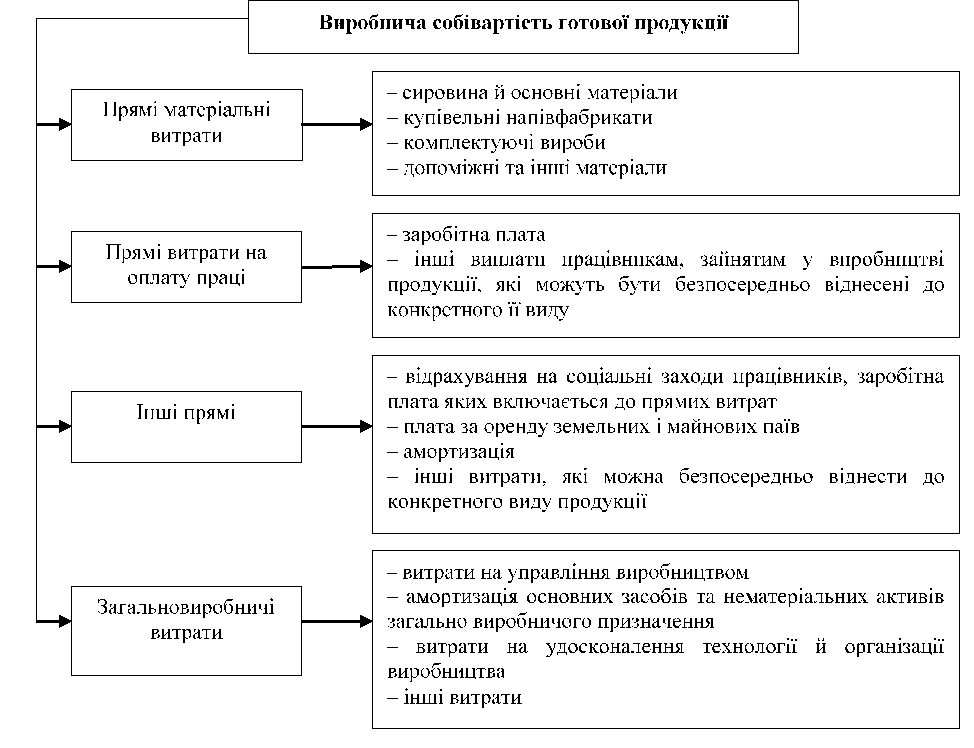 Виробнича собівартість готової продукції
Прямі матеріальні
витрати
– сировина й основні матеріали
– купівельні напівфабрикати
– комплектуючі вироби
– допоміжні та інші матеріали
Прямі витрати на
оплату праці
– заробітна плата
– інші виплати працівникам, зайнятим у виробництві
продукції, які можуть бути безпосередньо віднесені до
конкретного її виду
Інші прямі
– відрахування на соціальні заходи працівників, заробітна
плата яких включається до прямих витрат
– плата за оренду земельних і майнових паїв
– амортизація
– інші витрати, які можна безпосередньо віднести до
конкретного виду продукції
Загальновиробничі
витрати
– витрати на управління виробництвом
– амортизація основних засобів та нематеріальних активів
загально виробничого призначення
– витрати на удосконалення технології й організації
виробництва
– інші витрати